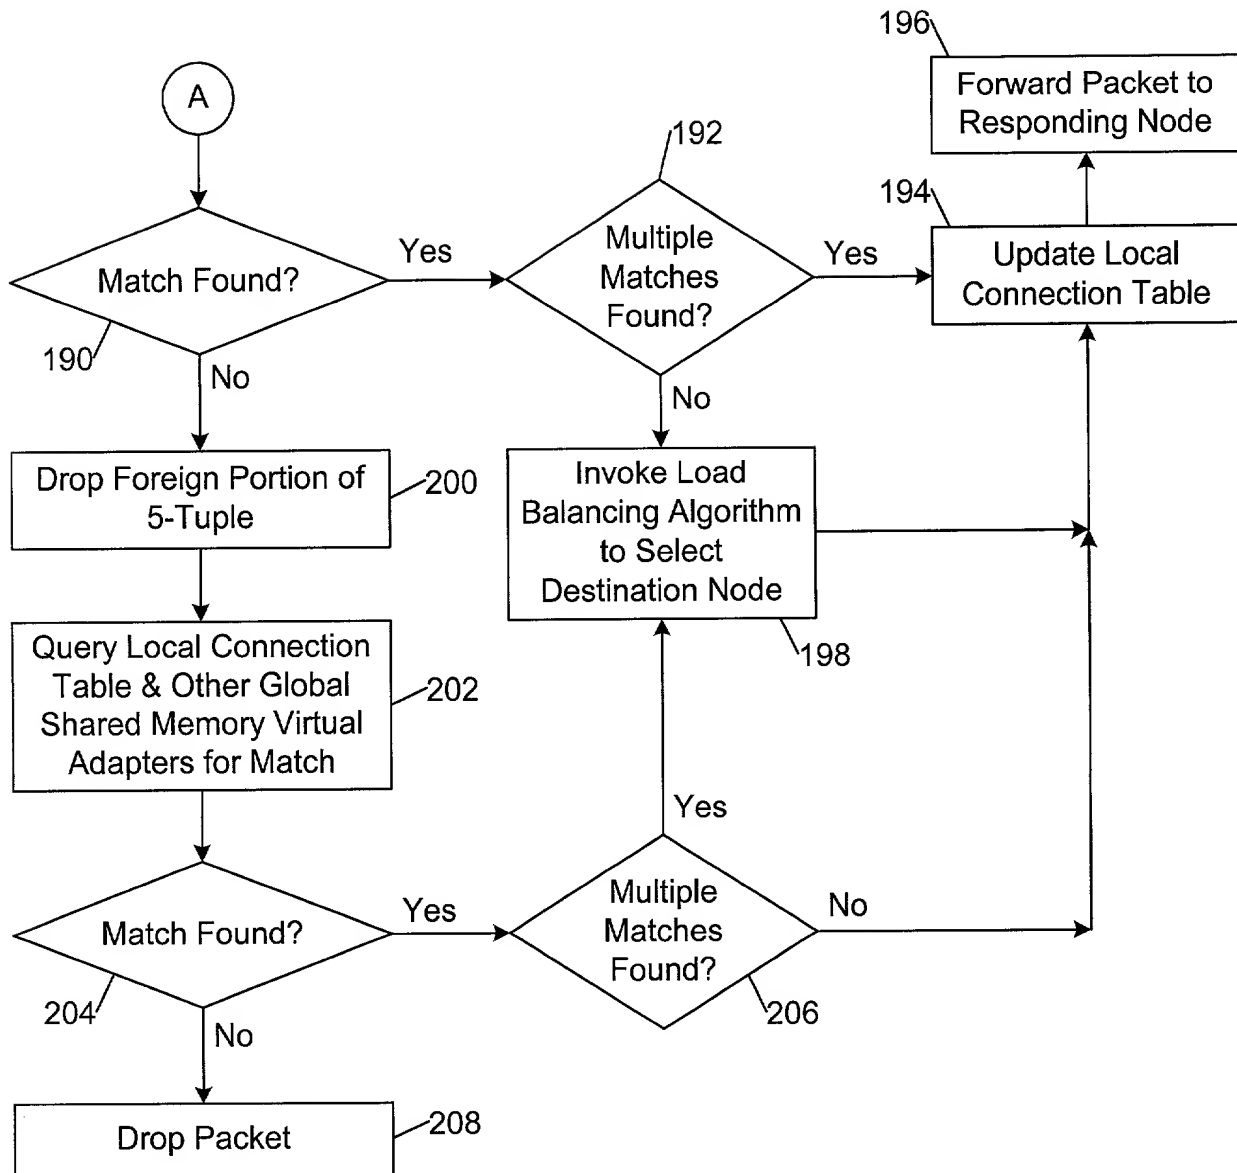 196
Forward Packet to
Responding Node
A
192
194
Match Found?
Yes
Multiple
Matches
Found?
Yes
Update Local
Connection Table
190
No
No
Drop Foreign Portion of
5-Tuple
200
Invoke Load
Balancing Algorithm
to Select
Destination Node
198
Query Local Connection
Table & Other Global
Shared Memory Virtual
Adapters for Match
202
Yes
Match Found?
Yes
Multiple
Matches
Found?
No
204
206
No
Drop Packet
208